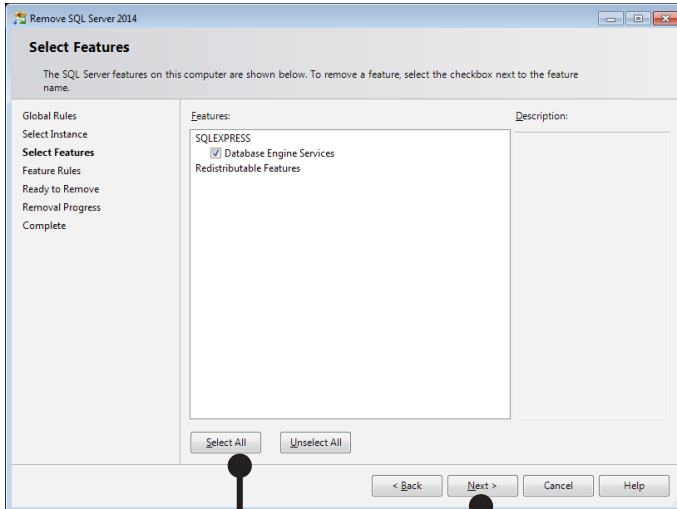 Remove SQL Server 2014
Select Features
The SQL Server features on this computer are shown below. To remove a feature, select the checkbox next to the feature
name.
Global Rules
Select Instance
Select Features
Feature Rules
Ready to Remove
Removal Progress
Complete
Features:
SQLEXPRESS
Database Engine Services
Redistributable Features
Description:
Select All
Unselect All
< Back
Next >
Cancel
Help